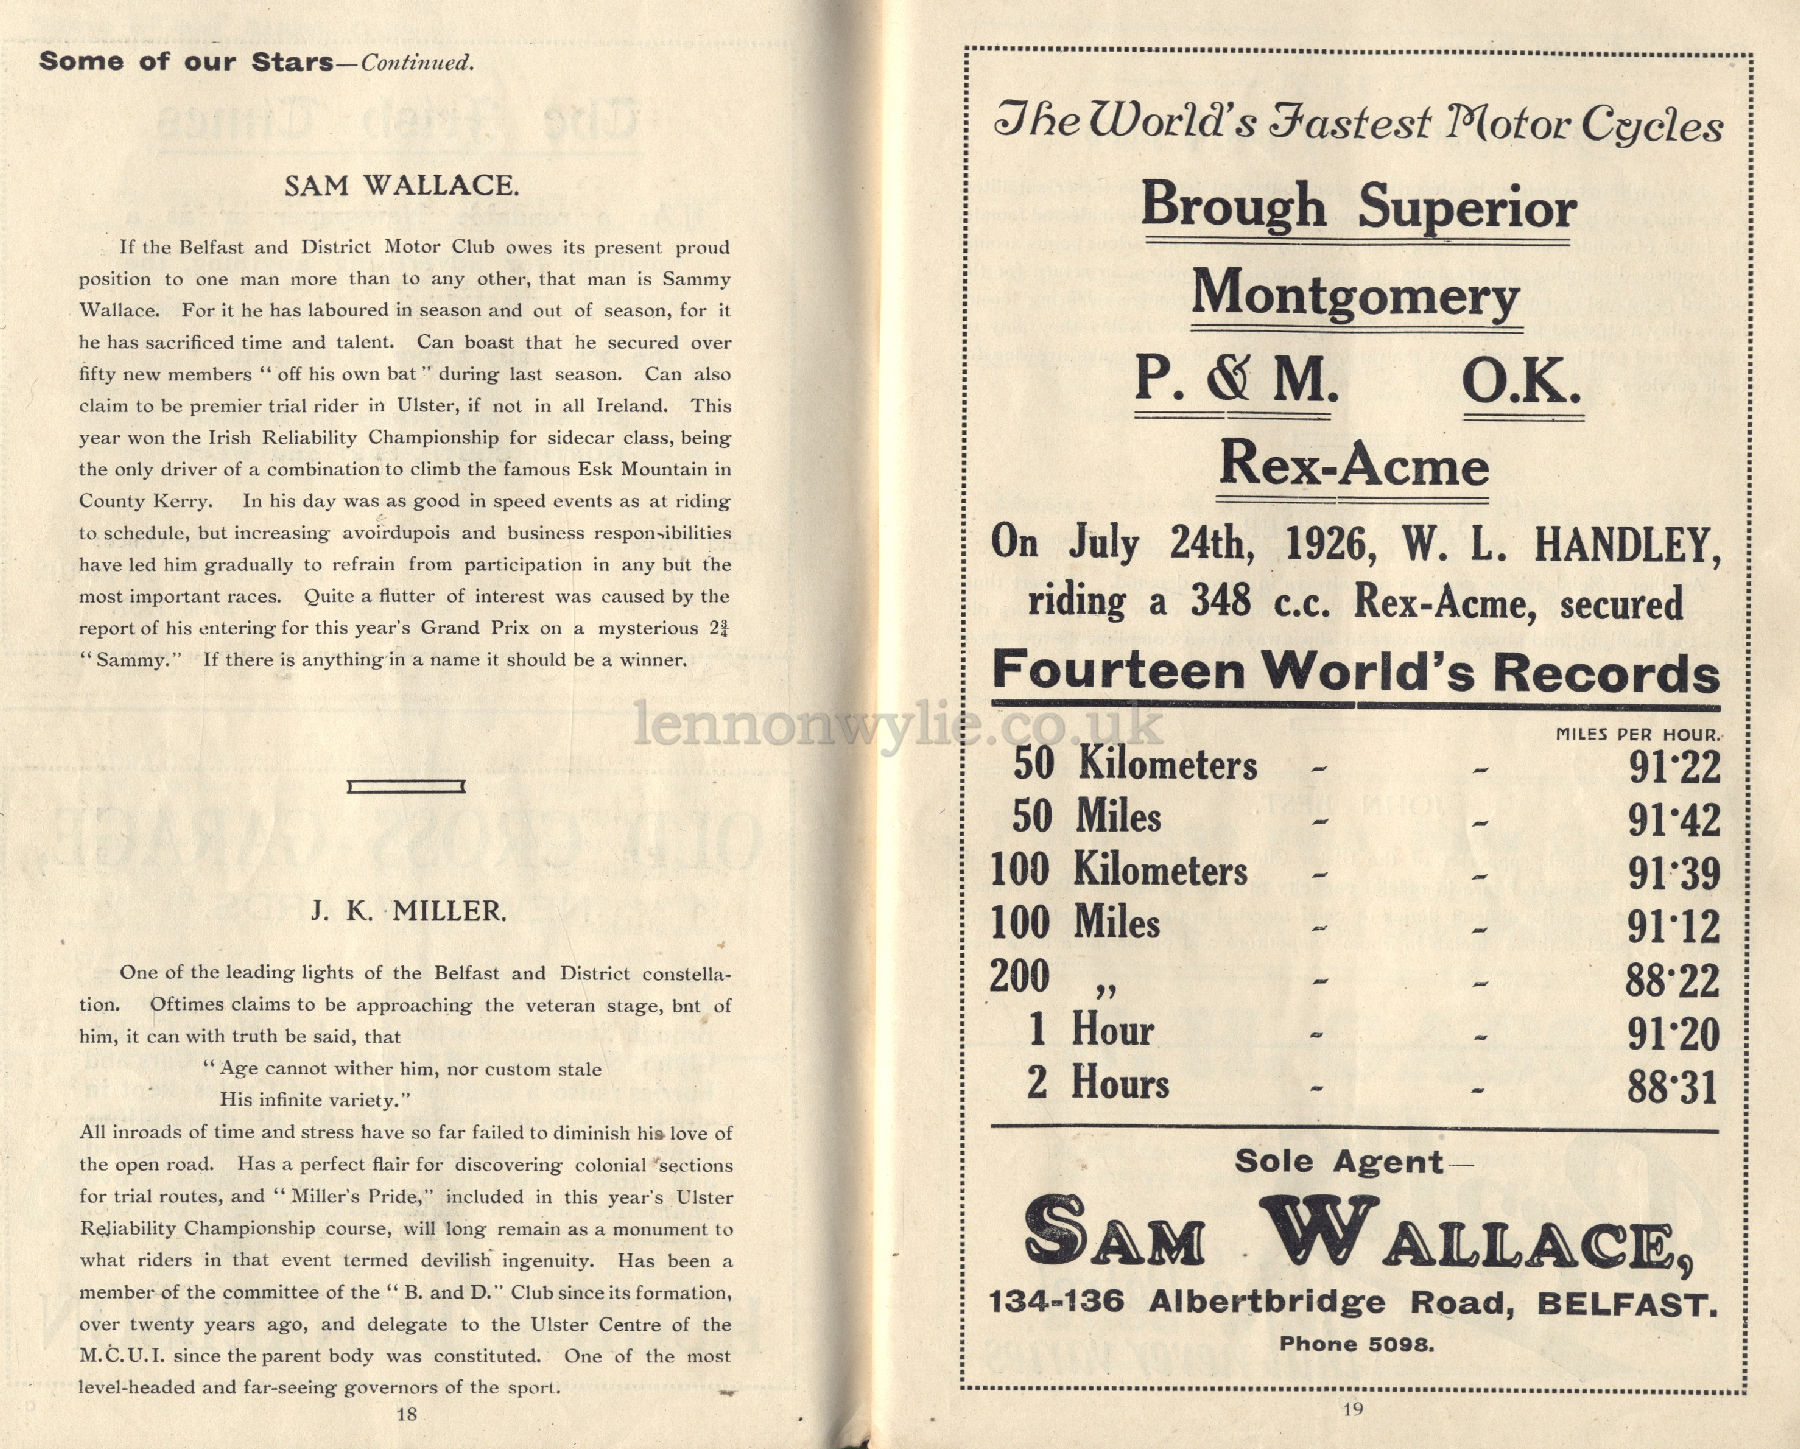 Some of our Stars—Continued.
SAM WALLACE.
If the Belfast and District Motor Club owes its present proud
position to one man more than to any other, that man is Sammy
Wallace. For it he has laboured in season and out of season, for it
he has sacrificed time and talent. Can boast that he secured over
fifty new members "off his own bat" during last season. Can also
claim to be premier trial rider in Ulster, if not in all Ireland. This
year won the Irish Reliability Championship for sidecar class, being
the only driver of a combination to climb the famous Esk Mountain in
County Kerry. In his day was as good in speed events as at riding
to schedule, but increasing avoirdupois and business responsibilities
have led him gradually to refrain from participation in any but the
most important races. Quite a flutter of interest was caused by the
report of his entering for this year's Grand Prix on a mysterious 2¾
"Sammy." If there is anything in a name it should be a winner.
J. K. MILLER.
One of the leading lights of the Belfast and District constella-
tion. Oftimes claims to be approaching the veteran stage, bnt of
him, it can with truth be said, that
"Age cannot wither him, nor custom stale
His infinite variety."
All inroads of time and stress have so far failed to diminish his love of
the open road. Has a perfect flair for discovering colonial sections
for trial routes, and "Miller's Pride," included in this year's Ulster
Reliability Championship course, will long remain as a monument to
what riders in that event termed devilish ingenuity. Has been a
member of the committee of the "B. and D." Club since its formation,
over twenty years ago, and delegate to the Ulster Centre of the
M.C.U.I. since the parent body was constituted. One of the most
level-headed and far-seeing governors of the sport.
18
lennonwylie.co.uk
The World's Fastest Motor Cycles
Brough Superior
Montgomery
P. & M. O.K.
Rex-Acme
On July 24th, 1926, W. L. HANDLEY,
riding a 348 c.c. Rex-Acme, secured
Fourteen World's Records
MILES PER HOUR.
50 Kilometers - - 91·22
50 Miles - - 91·42
100 Kilometers - - 91·39
100 Miles - - 91·12
200 ,, - - 88·22
1 Hour - - 91·20
2 Hours - - 88·31
Sole Agent—
SAM WALLACE,
134-136 Albertbridge Road, BELFAST.
Phone 5098.
19